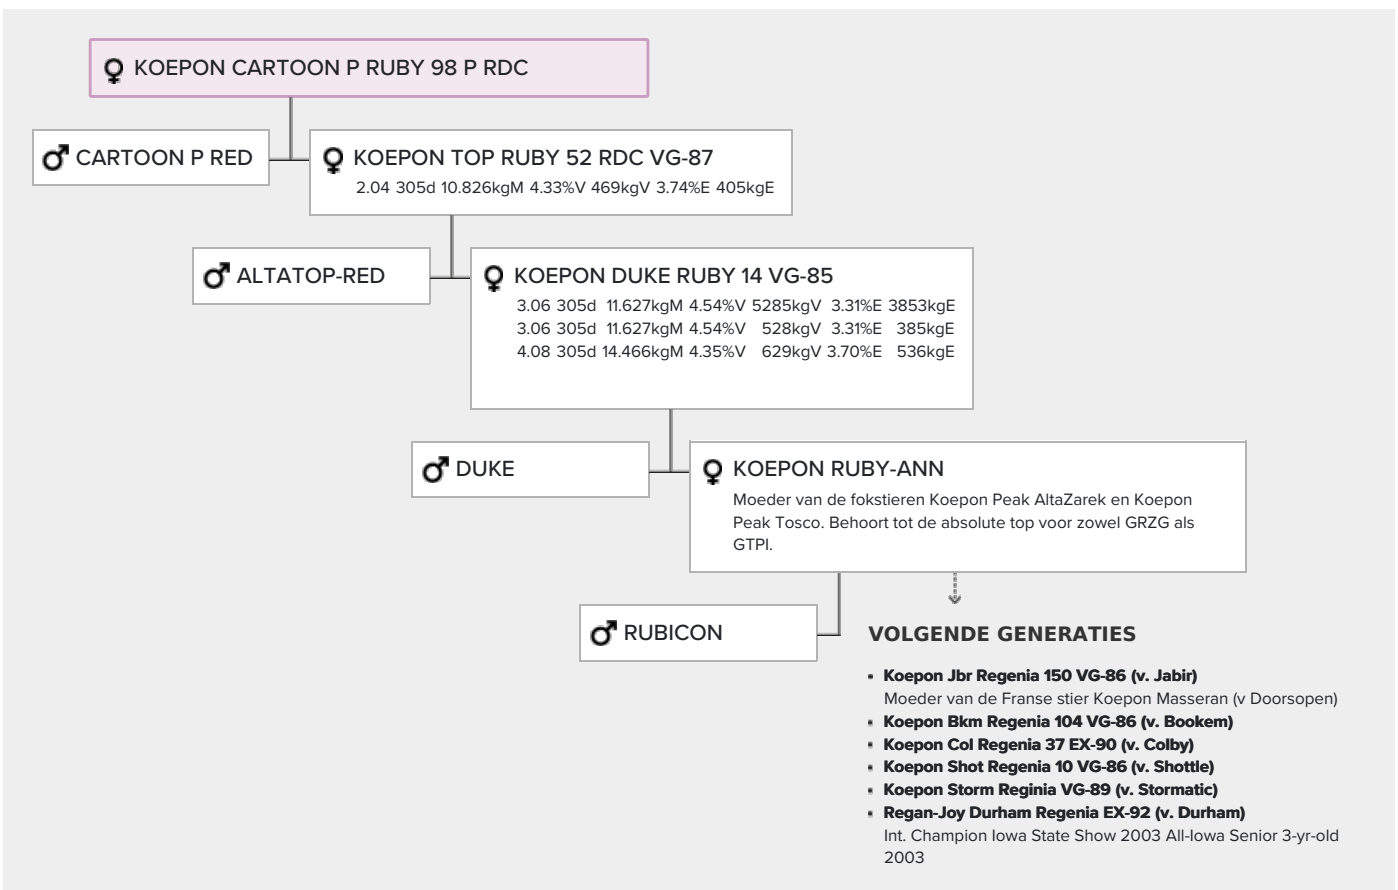 KOEPON CARTOON P RUBY 98 P RDC
CARTOON P RED
KOEPON TOP RUBY 52 RDC VG-87
2.04 305d 10.826kgM 4.33%V 469kgV 3.74%E 405kgE
ALTATOP-RED
KOEPON DUKE RUBY 14 VG-85
3.06 305d 11.627kgM 4.54%V 5285kgV 3.31%E 3853kgE
3.06 305d 11.627kgM 4.54%V 528kgV 3.31%E 385kgE
4.08 305d 14.466kgM 4.35%V 629kgV 3.70%E 536kgE
DUKE
KOEPON RUBY-ANN
Moeder van de fokstieren Koepon Peak AltaZarek en Koepon
Peak Tosco. Behoort tot de absolute top voor zowel GRZG als
GTPI.
RUBICON
VOLGENDE GENERATIES
Koepon Jbr Regenia 150 VG-86 (v. Jabir)
Moeder van de Franse stier Koepon Masseran (v Doorsopen)
Koepon Bkm Regenia 104 VG-86 (v. Bookem)
Koepon Col Regenia 37 EX-90 (v. Colby)
Koepon Shot Regenia 10 VG-86 (v. Shottle)
Koepon Storm Reginia VG-89 (v. Stormatic)
Regan-Joy Durham Regenia EX-92 (v. Durham)
Int. Champion Iowa State Show 2003 All-Iowa Senior 3-yr-old
2003